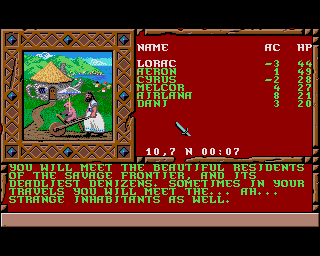 NAME AC HP
LORAC -3 44
AERON 1 49
CYRUS -2 28
MELCOR 4 27
AJRLANA 8 21
DANJ 3 20
10,7 N 00:07
YOU WILL MEET THE BEAUTIFUL RESIDENTS
OF THE SAVAGE FRONTIER, AND ITS
DEADLIEST DENIZENS. SOMETIMES IN YOUR
TRAVELS YOU WILL MEET THE... AH...
STRANGE INHABITANTS AS WELL.